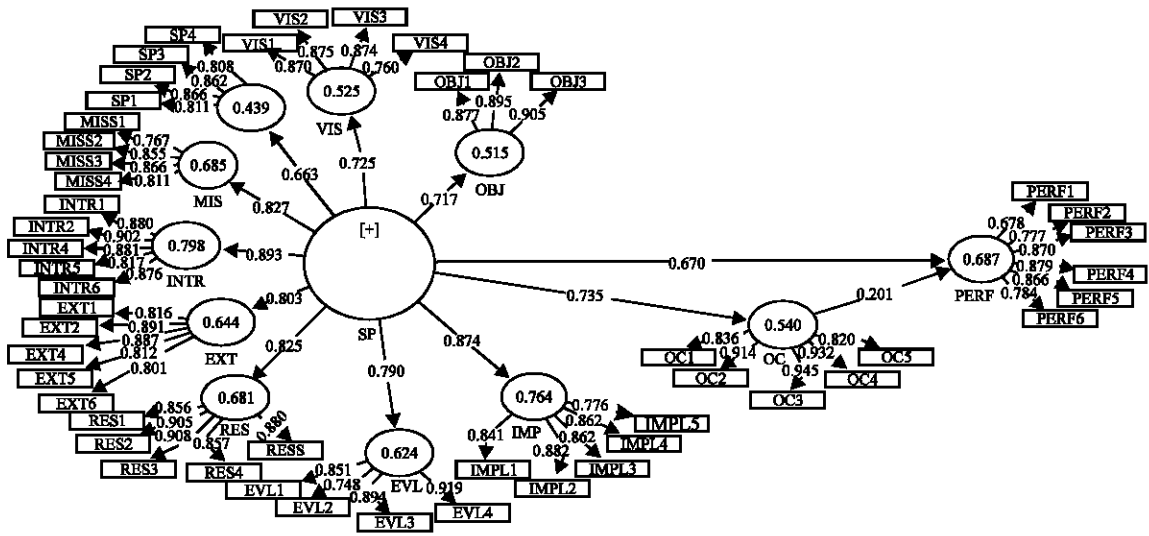 VIS2
VIS3
SP4
VIS1
VIS4
SP3
0.808
0.870
0.875
0.874
0.760
OBJ2
SP2
0.862
OBJ1
OBJ3
SP1
0.866
0.811
0.439
0.525
VIS
0.877
0.895
0.905
MISS1
MISS2
0.767
MISS3
0.855
MISS4
0.866
0.811
0.685
MIS
0.515
OBJ
0.663
0.725
0.717
0.827
INTR1
INTR2
0.880
INTR4
0.902
INTR5
0.881
INTR6
0.817
0.876
0.798
INTR
0.893
[+]
SP
0.670
0.735
0.201
PERF1
PERF2
PERF3
0.678
0.777
0.870
0.687
PERF
0.879
0.866
0.784
PERF4
PERF5
PERF6
EXT1
0.816
EXT2
0.891
EXT4
0.887
EXT5
0.812
EXT6
0.801
0.644
EXT
0.803
0.825
0.790
0.874
0.540
OC
0.836
0.914
0.945
0.932
0.820
OC1
OC2
OC3
OC4
OC5
RES1
0.856
RES2
0.905
RES3
0.908
0.857
RES4
0.880
RESS
0.681
RES
0.624
EVL
0.851
0.748
0.894
0.919
EVL1
EVL2
EVL3
EVL4
0.764
IMP
0.841
0.882
0.862
0.862
0.776
IMPL1
IMPL2
IMPL3
IMPL4
IMPL5